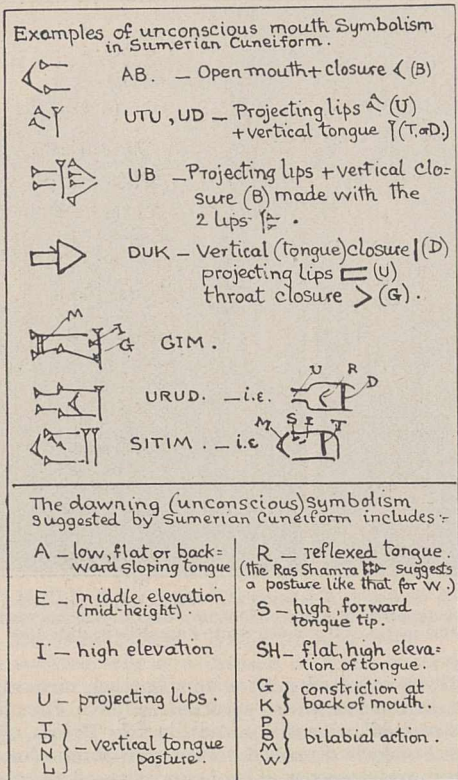 Examples of unconscious mouth Symbolism
in Sumerian Cuneiform.
AB. – Open mouth + closure < (B)
UTU, UD – Projecting lips (U)
+ vertical tongue (T. or D.)
UB – Projecting lips + vertical clo=
sure (B) made with the
2 lips .
DUK – Vertical (tongue) closure | (D)
projecting lips (U)
throat closure > (G).
M I
G GIM.
URUD. – i.e. U R D
SITIM. – i.e M S I T
The dawning (unconscious) symbolism
suggested by Sumerian Cuneiform includes:-
A – low, flat or back=
ward sloping tongue
E – middle elevation
(mid-height).
I – high elevation
U – projecting lips.
T
D
N
L } – vertical tongue
posture.
R – reflexed tongue.
(the Ras Shamra suggests
a posture like that for W.)
S – high, forward
tongue tip.
SH – flat, high eleva=
tion of tongue.
G
K } constriction at
back of mouth.
P
B
M
W } bilabial action.